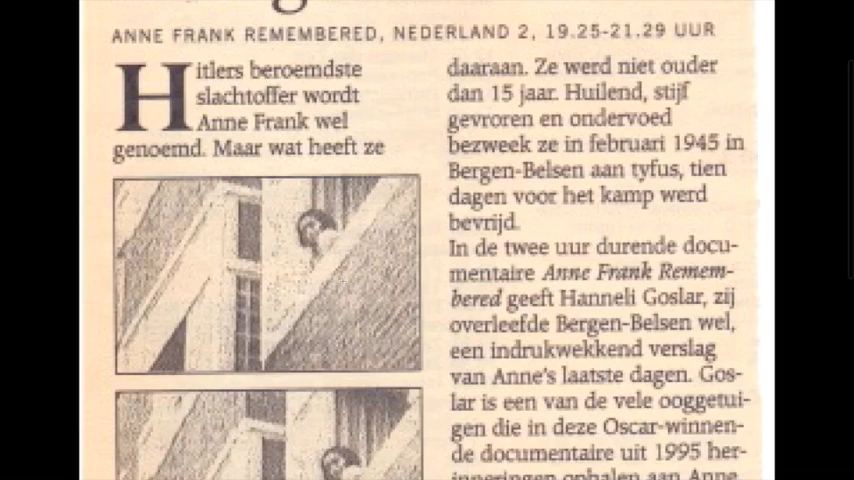 ANNE FRANK REMEMBERED, NEDERLAND 2, 19.25-21.29 UUR
Hitlers beroemdste
slachtoffer wordt
Anne Frank wel
genoemd. Maar wat heeft ze
daaraan. Ze werd niet ouder
dan 15 jaar. Huilend, stijf
gevroren en ondervoed
bezweek ze in februari 1945 in
Bergen-Belsen aan tyfus, tien
dagen voor het kamp werd
bevrijd.
In de twee uur durende docu-
mentaire Anne Frank Remem-
bered geeft Hanneli Goslar, zij
overleefde Bergen-Belsen wel,
een indrukwekkend verslag
van Anne's laatste dagen. Gos-
lar is een van de vele ooggetui-
gen die in deze Oscar-winnen-
de documentaire uit 1995 her-
inneringen ophalen aan Anne